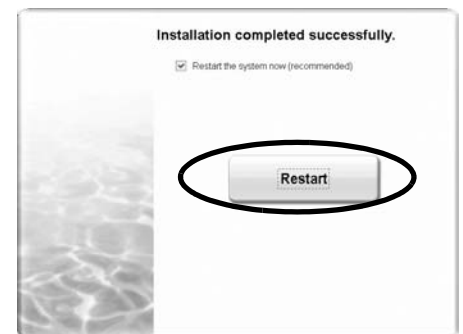 Installation completed successfully.
Restart the system now (recommended)
Restart